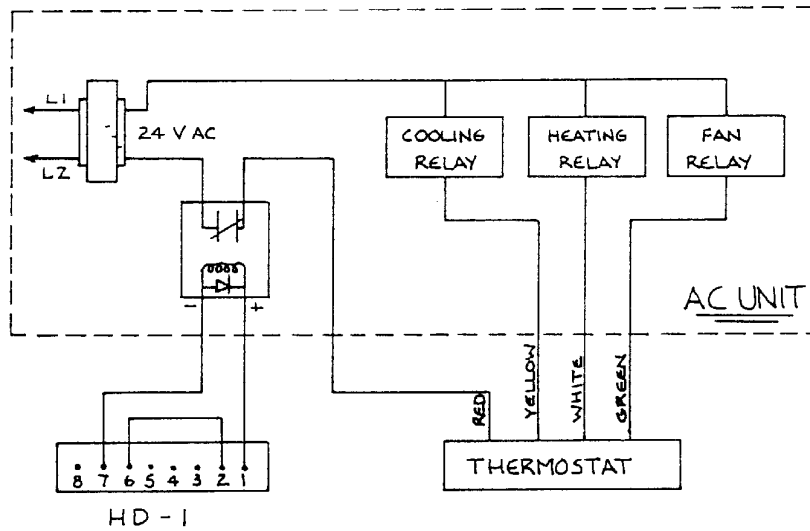 L1
24 V AC
L2
COOLING
RELAY
HEATING
RELAY
FAN
RELAY
- +
AC UNIT
RED
YELLOW
WHITE
GREEN
8 7 6 5 4 3 2 1
THERMOSTAT
HD-1